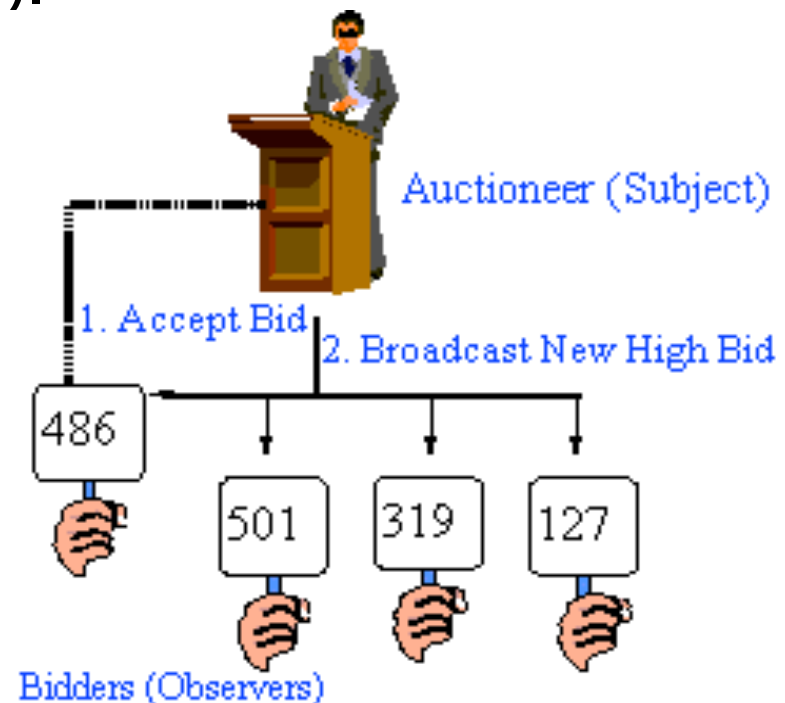 ).
Auctioneer (Subject)
1. Accept Bid
2. Broadcast New High Bid
486
501
319
127
Bidders (Observers)